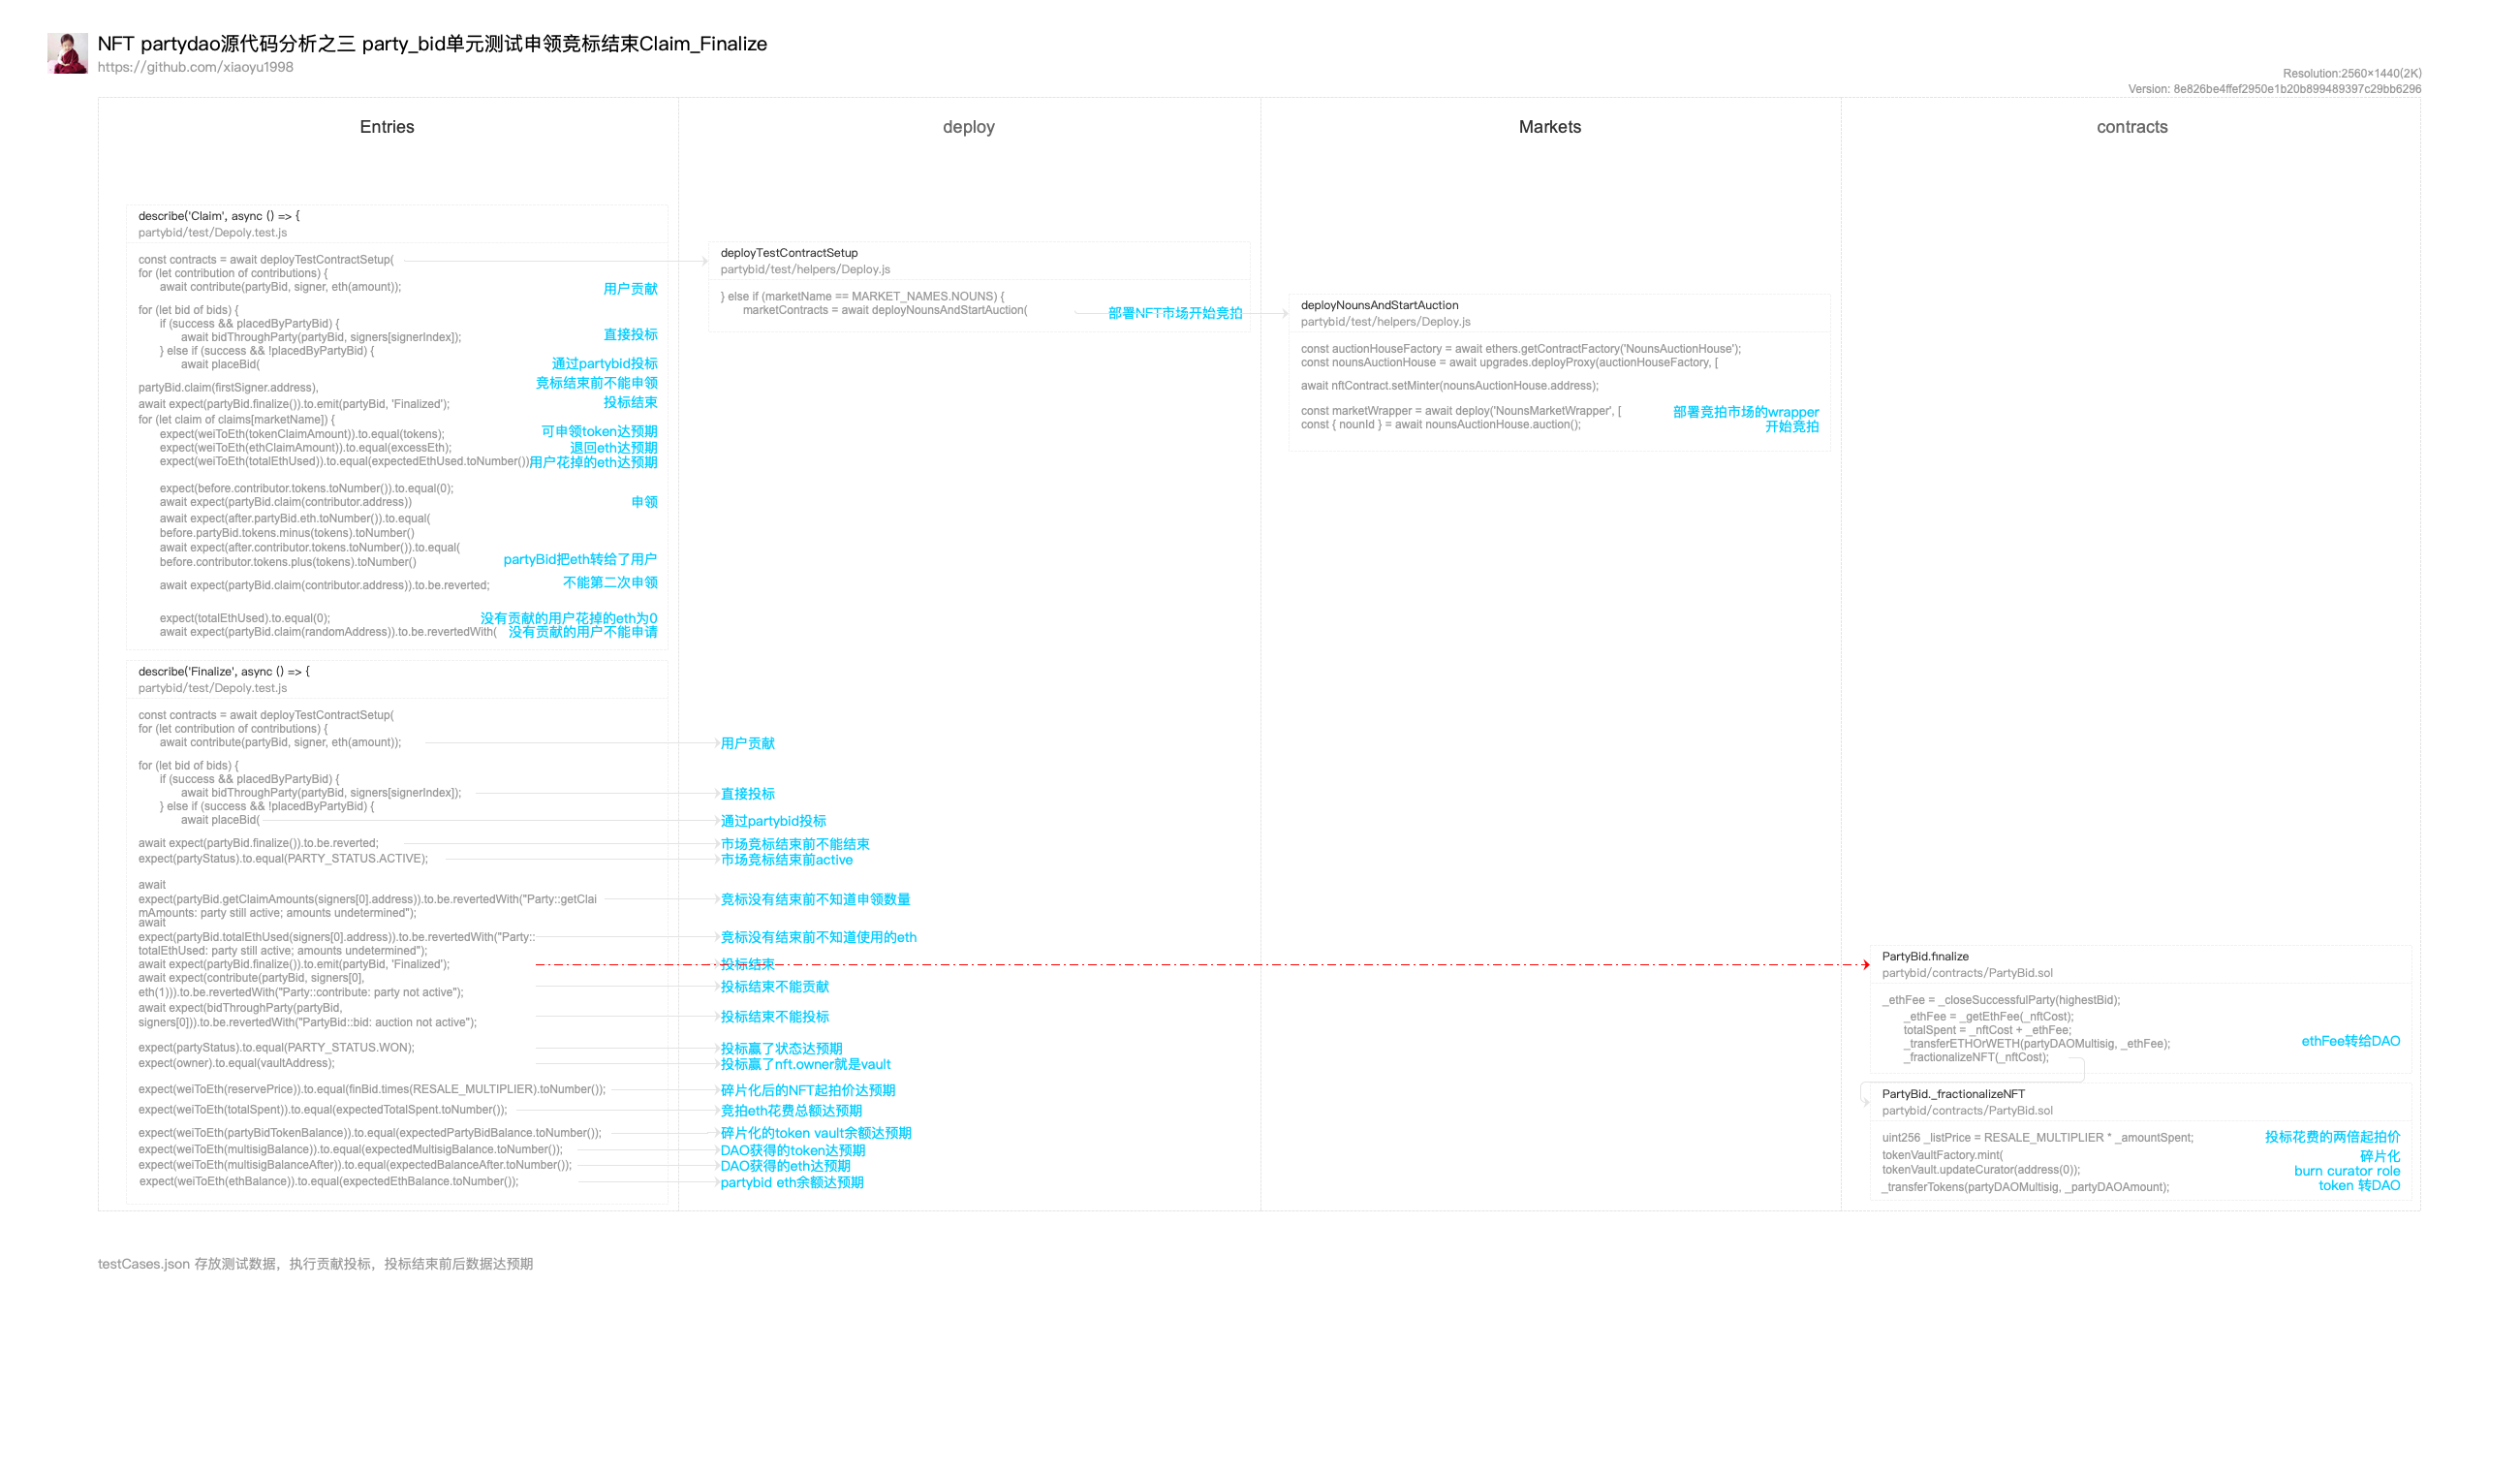 NFT partydao源代码分析之三 party_bid单元测试申领竞标结束Claim_Finalize
https://github.com/xiaoyu1998
Resolution:2560×1440(2K)
Version: 8e826be4ffef2950e1b20b899489397c29bb6296
Entries
deploy
Markets
contracts
describe('Claim', async () => {
partybid/test/Depoly.test.js
const contracts = await deployTestContractSetup(
for (let contribution of contributions) {
await contribute(partyBid, signer, eth(amount));
用户贡献
for (let bid of bids) {
if (success && placedByPartyBid) {
await bidThroughParty(partyBid, signers[signerIndex]);
直接投标
} else if (success && !placedByPartyBid) {
await placeBid(
通过partybid投标
partyBid.claim(firstSigner.address),
竞标结束前不能申领
await expect(partyBid.finalize()).to.emit(partyBid, 'Finalized');
投标结束
for (let claim of claims[marketName]) {
expect(weiToEth(tokenClaimAmount)).to.equal(tokens);
可申领token达预期
expect(weiToEth(ethClaimAmount)).to.equal(excessEth);
退回eth达预期
expect(weiToEth(totalEthUsed)).to.equal(expectedEthUsed.toNumber())
用户花掉的eth达预期
expect(before.contributor.tokens.toNumber()).to.equal(0);
await expect(partyBid.claim(contributor.address))
申领
await expect(after.partyBid.eth.toNumber()).to.equal(
before.partyBid.tokens.minus(tokens).toNumber()
await expect(after.contributor.tokens.toNumber()).to.equal(
before.contributor.tokens.plus(tokens).toNumber()
partyBid把eth转给了用户
await expect(partyBid.claim(contributor.address)).to.be.reverted;
不能第二次申领
expect(totalEthUsed).to.equal(0);
没有贡献的用户花掉的eth为0
await expect(partyBid.claim(randomAddress)).to.be.revertedWith(
没有贡献的用户不能申请
deployTestContractSetup
partybid/test/helpers/Deploy.js
} else if (marketName == MARKET_NAMES.NOUNS) {
marketContracts = await deployNounsAndStartAuction(
部署NFT市场开始竞拍
deployNounsAndStartAuction
partybid/test/helpers/Deploy.js
const auctionHouseFactory = await ethers.getContractFactory('NounsAuctionHouse');
const nounsAuctionHouse = await upgrades.deployProxy(auctionHouseFactory, [
await nftContract.setMinter(nounsAuctionHouse.address);
const marketWrapper = await deploy('NounsMarketWrapper', [
部署竞拍市场的wrapper
const { nounId } = await nounsAuctionHouse.auction();
开始竞拍
describe('Finalize', async () => {
partybid/test/Depoly.test.js
const contracts = await deployTestContractSetup(
for (let contribution of contributions) {
await contribute(partyBid, signer, eth(amount));
用户贡献
for (let bid of bids) {
if (success && placedByPartyBid) {
await bidThroughParty(partyBid, signers[signerIndex]);
直接投标
} else if (success && !placedByPartyBid) {
await placeBid(
通过partybid投标
await expect(partyBid.finalize()).to.be.reverted;
市场竞标结束前不能结束
expect(partyStatus).to.equal(PARTY_STATUS.ACTIVE);
市场竞标结束前active
await
expect(partyBid.getClaimAmounts(signers[0].address)).to.be.revertedWith("Party::getClai
竞标没有结束前不知道申领数量
mAmounts: party still active; amounts undetermined");
await
expect(partyBid.totalEthUsed(signers[0].address)).to.be.revertedWith("Party::
竞标没有结束前不知道使用的eth
totalEthUsed: party still active; amounts undetermined");
await expect(partyBid.finalize()).to.emit(partyBid, 'Finalized');
投标结束
await expect(contribute(partyBid, signers[0],
eth(1))).to.be.revertedWith("Party::contribute: party not active");
投标结束不能贡献
await expect(bidThroughParty(partyBid,
signers[0])).to.be.revertedWith("PartyBid::bid: auction not active");
投标结束不能投标
expect(partyStatus).to.equal(PARTY_STATUS.WON);
投标赢了状态达预期
expect(owner).to.equal(vaultAddress);
投标赢了nft.owner就是vault
expect(weiToEth(reservePrice)).to.equal(finBid.times(RESALE_MULTIPLIER).toNumber());
碎片化后的NFT起拍价达预期
expect(weiToEth(totalSpent)).to.equal(expectedTotalSpent.toNumber());
竞拍eth花费总额达预期
expect(weiToEth(partyBidTokenBalance)).to.equal(expectedPartyBidBalance.toNumber());
碎片化的token vault余额达预期
expect(weiToEth(multisigBalance)).to.equal(expectedMultisigBalance.toNumber());
DAO获得的token达预期
expect(weiToEth(multisigBalanceAfter)).to.equal(expectedBalanceAfter.toNumber());
DAO获得的eth达预期
expect(weiToEth(ethBalance)).to.equal(expectedEthBalance.toNumber());
partybid eth余额达预期
PartyBid.finalize
partybid/contracts/PartyBid.sol
_ethFee = _closeSuccessfulParty(highestBid);
_ethFee = _getEthFee(_nftCost);
totalSpent = _nftCost + _ethFee;
_transferETHOrWETH(partyDAOMultisig, _ethFee);
ethFee转给DAO
_fractionalizeNFT(_nftCost);
PartyBid._fractionalizeNFT
partybid/contracts/PartyBid.sol
uint256 _listPrice = RESALE_MULTIPLIER * _amountSpent;
投标花费的两倍起拍价
tokenVaultFactory.mint(
碎片化
tokenVault.updateCurator(address(0));
burn curator role
_transferTokens(partyDAOMultisig, _partyDAOAmount);
token 转DAO
testCases.json 存放测试数据，执行贡献投标，投标结束前后数据达预期